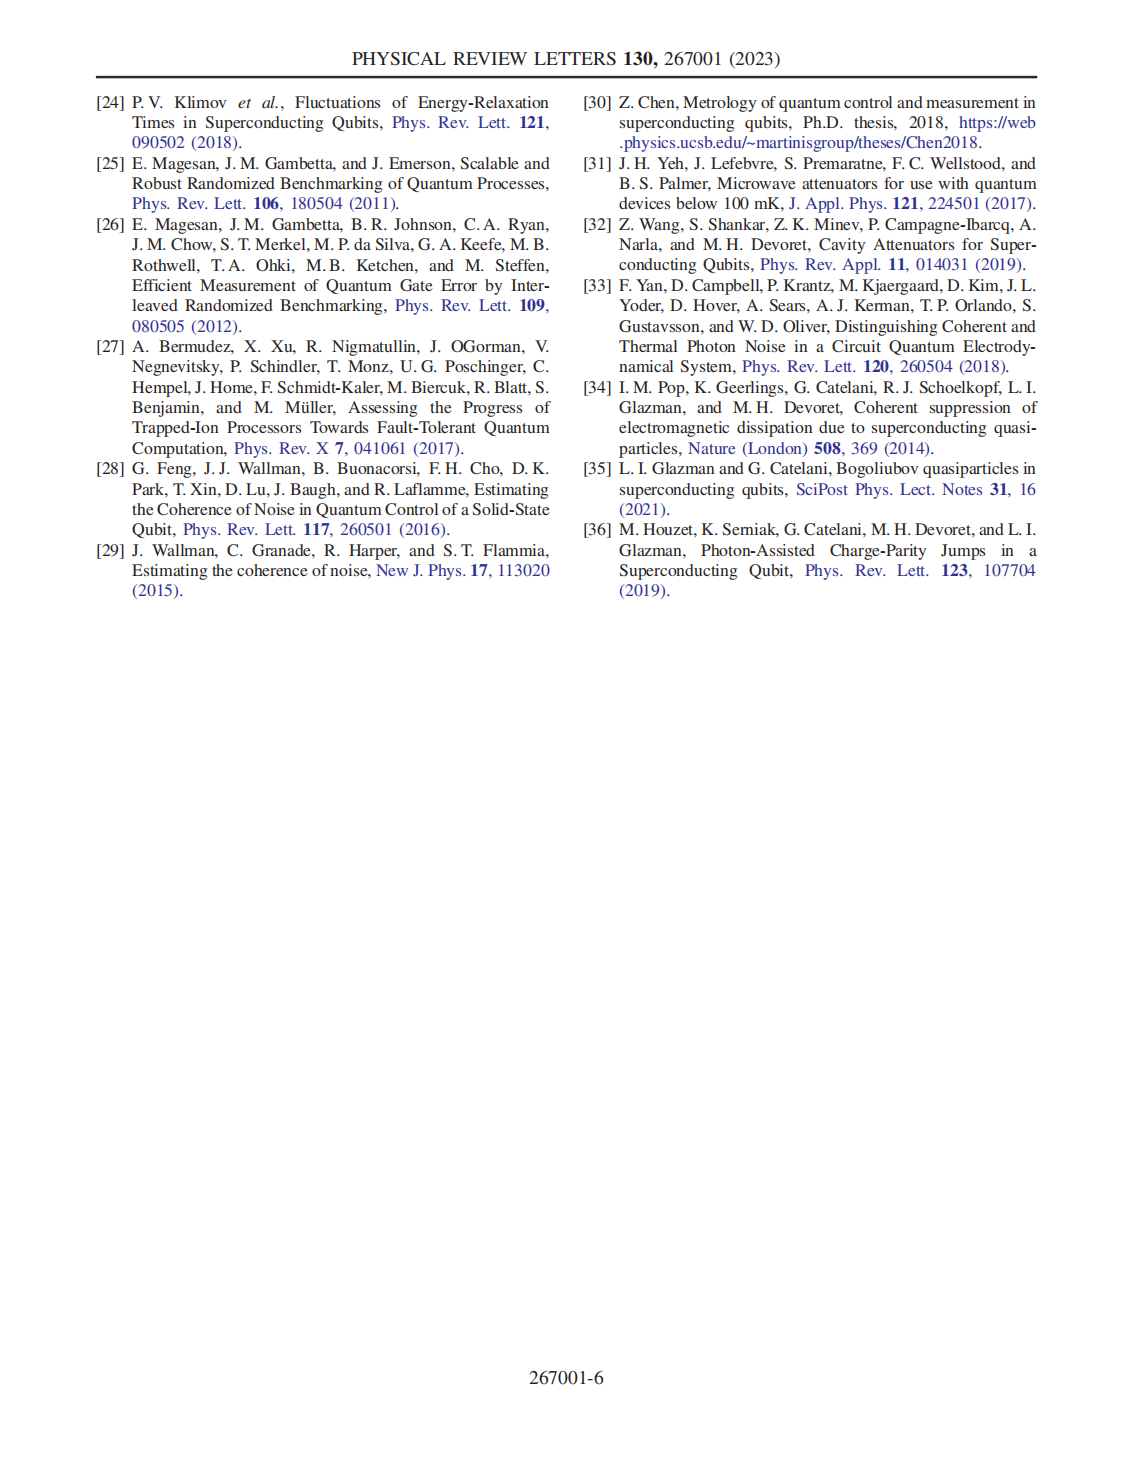 PHYSICAL REVIEW LETTERS 130, 267001 (2023)
[24] P. V. Klimov et al., Fluctuations of Energy-Relaxation
Times in Superconducting Qubits, Phys. Rev. Lett. 121,
090502 (2018).
[25] E. Magesan, J. M. Gambetta, and J. Emerson, Scalable and
Robust Randomized Benchmarking of Quantum Processes,
Phys. Rev. Lett. 106, 180504 (2011).
[26] E. Magesan, J. M. Gambetta, B. R. Johnson, C. A. Ryan,
J. M. Chow, S. T. Merkel, M. P. da Silva, G. A. Keefe, M. B.
Rothwell, T. A. Ohki, M. B. Ketchen, and M. Steffen,
Efficient Measurement of Quantum Gate Error by Inter-
leaved Randomized Benchmarking, Phys. Rev. Lett. 109,
080505 (2012).
[27] A. Bermudez, X. Xu, R. Nigmatullin, J. OGorman, V.
Negnevitsky, P. Schindler, T. Monz, U. G. Poschinger, C.
Hempel, J. Home, F. Schmidt-Kaler, M. Biercuk, R. Blatt, S.
Benjamin, and M. Müller, Assessing the Progress of
Trapped-Ion Processors Towards Fault-Tolerant Quantum
Computation, Phys. Rev. X 7, 041061 (2017).
[28] G. Feng, J. J. Wallman, B. Buonacorsi, F. H. Cho, D. K.
Park, T. Xin, D. Lu, J. Baugh, and R. Laflamme, Estimating
the Coherence of Noise in Quantum Control of a Solid-State
Qubit, Phys. Rev. Lett. 117, 260501 (2016).
[29] J. Wallman, C. Granade, R. Harper, and S. T. Flammia,
Estimating the coherence of noise, New J. Phys. 17, 113020
(2015).
[30] Z. Chen, Metrology of quantum control and measurement in
superconducting qubits, Ph.D. thesis, 2018, https://web
.physics.ucsb.edu/~martinisgroup/theses/Chen2018.
[31] J. H. Yeh, J. Lefebvre, S. Premaratne, F. C. Wellstood, and
B. S. Palmer, Microwave attenuators for use with quantum
devices below 100 mK, J. Appl. Phys. 121, 224501 (2017).
[32] Z. Wang, S. Shankar, Z. K. Minev, P. Campagne-Ibarcq, A.
Narla, and M. H. Devoret, Cavity Attenuators for Super-
conducting Qubits, Phys. Rev. Appl. 11, 014031 (2019).
[33] F. Yan, D. Campbell, P. Krantz, M. Kjaergaard, D. Kim, J. L.
Yoder, D. Hover, A. Sears, A. J. Kerman, T. P. Orlando, S.
Gustavsson, and W. D. Oliver, Distinguishing Coherent and
Thermal Photon Noise in a Circuit Quantum Electrody-
namical System, Phys. Rev. Lett. 120, 260504 (2018).
[34] I. M. Pop, K. Geerlings, G. Catelani, R. J. Schoelkopf, L. I.
Glazman, and M. H. Devoret, Coherent suppression of
electromagnetic dissipation due to superconducting quasi-
particles, Nature (London) 508, 369 (2014).
[35] L. I. Glazman and G. Catelani, Bogoliubov quasiparticles in
superconducting qubits, SciPost Phys. Lect. Notes 31, 16
(2021).
[36] M. Houzet, K. Serniak, G. Catelani, M. H. Devoret, and L. I.
Glazman, Photon-Assisted Charge-Parity Jumps in a
Superconducting Qubit, Phys. Rev. Lett. 123, 107704
(2019).
267001-6